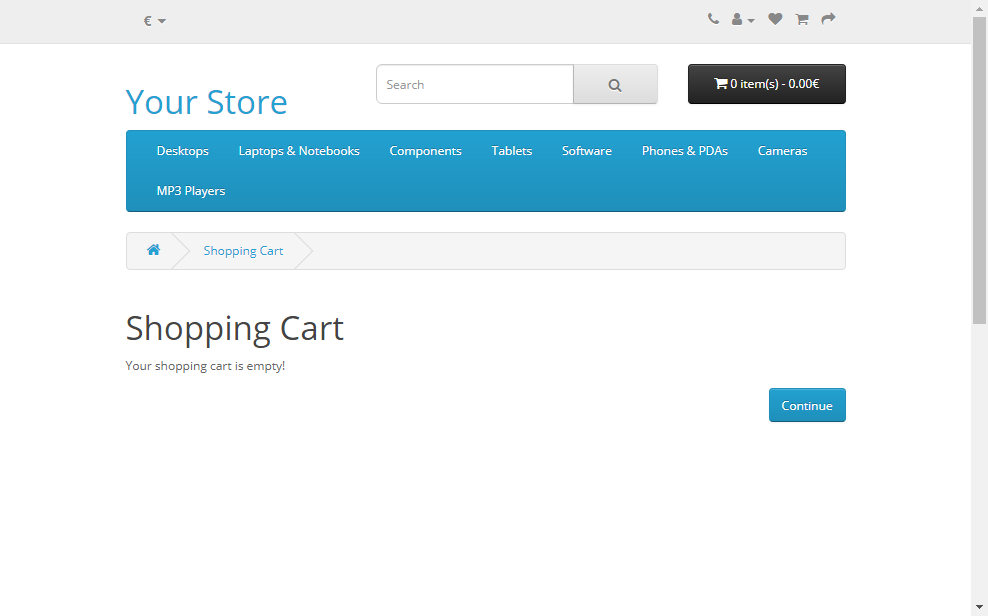 €
Your Store
Search
0 item(s) - 0.00€
Desktops
Laptops & Notebooks
Components
Tablets
Software
Phones & PDAs
Cameras
MP3 Players
Shopping Cart
Shopping Cart
Your shopping cart is empty!
Continue